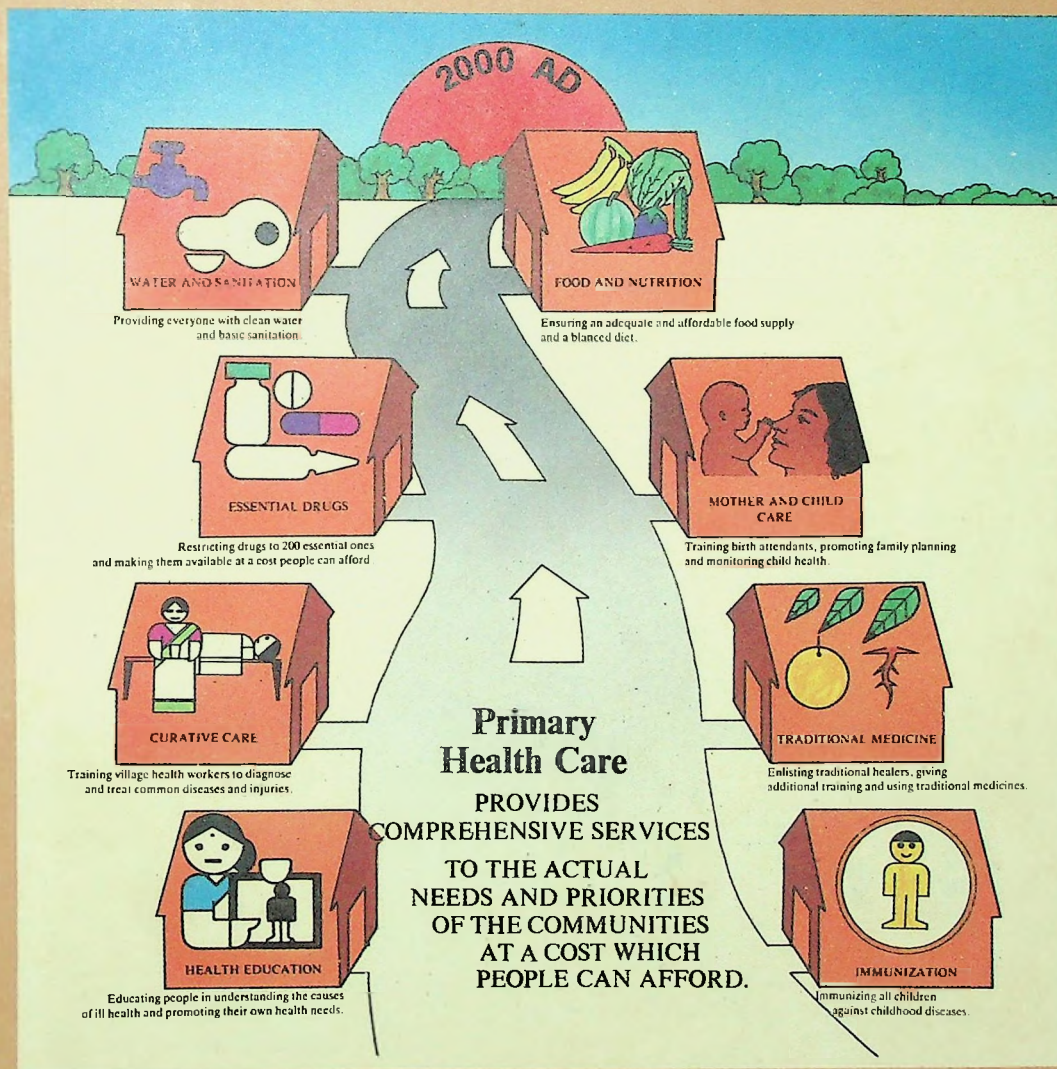 2000 AD
WATER AND SANITATION
Providing everyone with clean water
and basic sanitation.
FOOD AND NUTRITION
Ensuring an adequate and affordable food supply
and a blanced diet.
ESSENTIAL DRUGS
Restricting drugs to 200 essential ones
and making them available at a cost people can afford
MOTHER AND CHILD
CARE
Training birth attendants, promoting family planning
and monitoring child health.
CURATIVE CARE
Training village health workers to diagnose
and treat common diseases and injuries.
TRADITIONAL MEDICINE
Enlisting traditional healers, giving
additional training and using traditional medicines.
Primary
Health Care
PROVIDES
COMPREHENSIVE SERVICES
TO THE ACTUAL
NEEDS AND PRIORITIES
OF THE COMMUNITIES
AT A COST WHICH
PEOPLE CAN AFFORD.
HEALTH EDUCATION
Educating people in understanding the causes
of ill health and promoting their own health needs.
IMMUNIZATION
Immunizing all children
against childhood diseases.